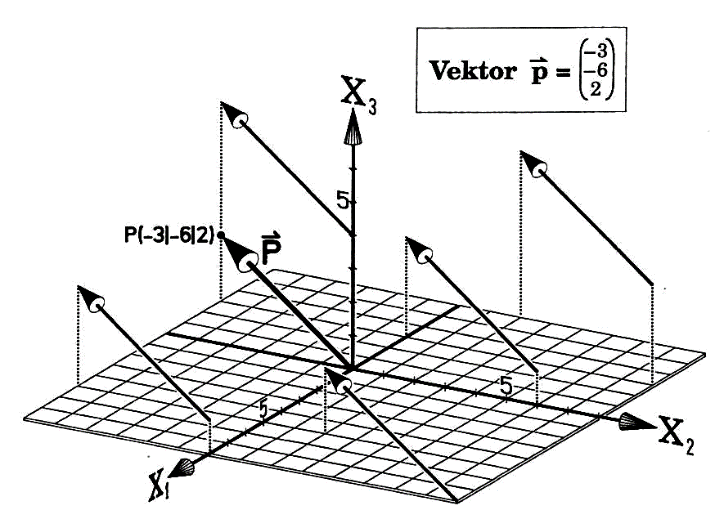 Vektor p⃗ = (-3 -6 2)
X₃
5
P(-3|-6|2)
P⃗
5
5
X₁
X₂